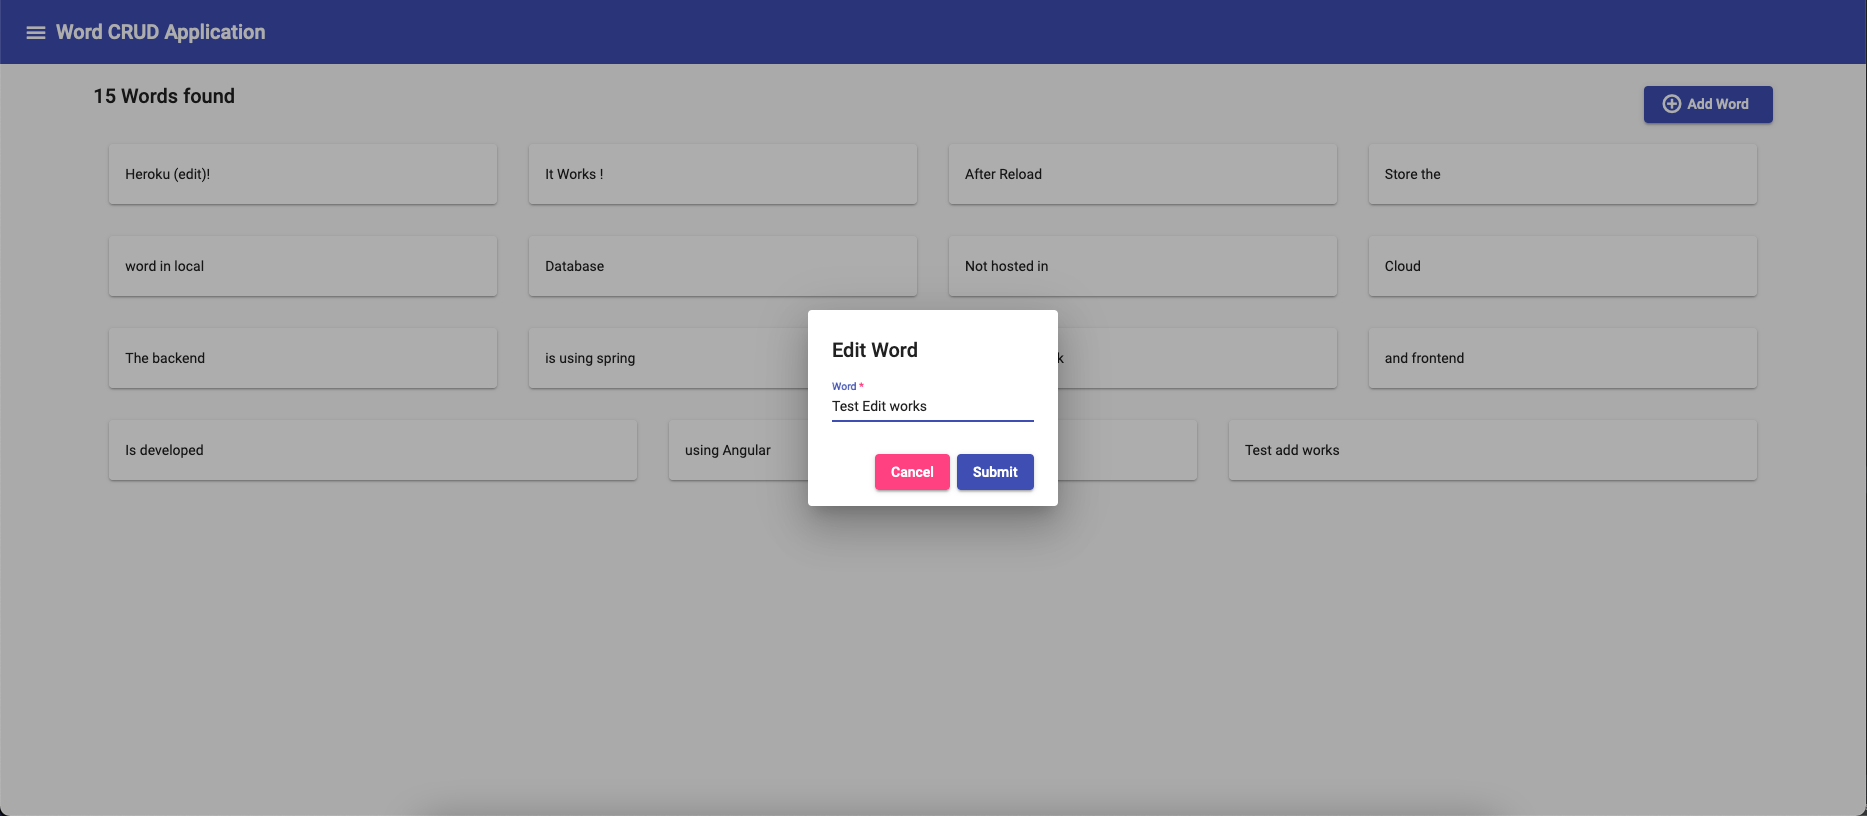 Word CRUD Application
15 Words found
Add Word
Heroku (edit)!
It Works !
After Reload
Store the
word in local
Database
Not hosted in
Cloud
The backend
is using spring
and frontend
Is developed
using Angular
Test add works
Edit Word
Word *
Test Edit works
Cancel
Submit